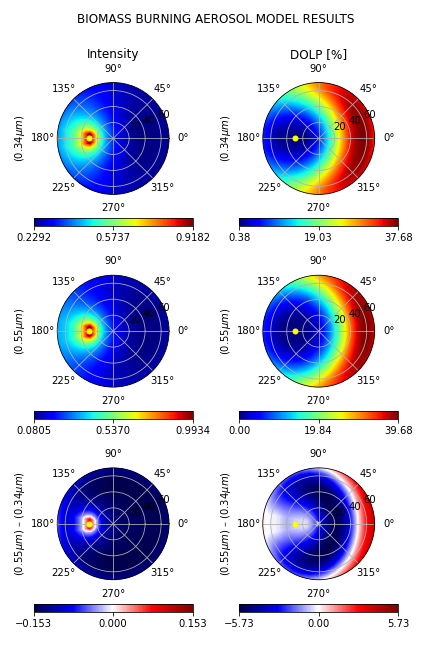 BIOMASS BURNING AEROSOL MODEL RESULTS
Intensity DOLP [%]
90° 90°
135° 45° 135° 45°
60 20 40 60
(0.34μm) 180° 0° (0.34μm) 180° 0°
225° 315° 225° 315°
270° 270°
0.2292 0.5737 0.9182 0.38 19.03 37.68
90° 90°
135° 45° 135° 45°
60 20 40 60
(0.55μm) 180° 0° (0.55μm) 180° 0°
225° 315° 225° 315°
270° 270°
0.0805 0.5370 0.9934 0.00 19.84 39.68
90° 90°
135° 45° 135° 45°
60 40 60
(0.55μm) − (0.34μm) 180° 0° (0.55μm) − (0.34μm) 180° 0°
225° 315° 225° 315°
270° 270°
−0.153 0.000 0.153 −5.73 0.00 5.73